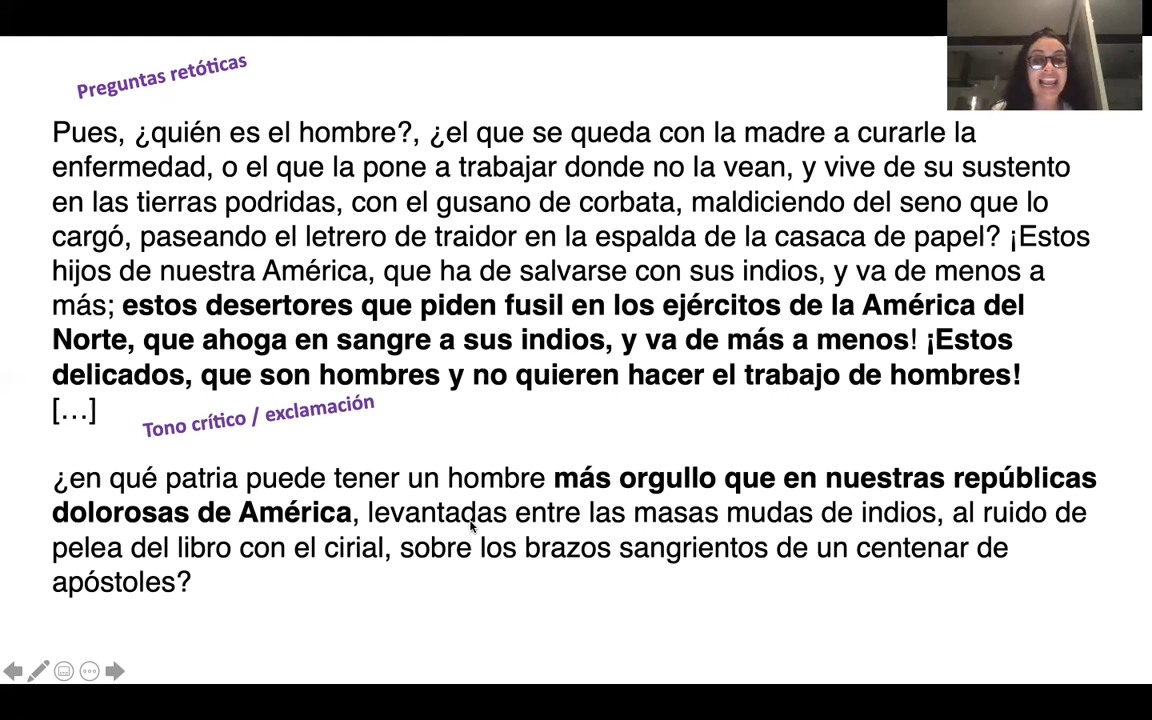 Preguntas retóticas
Pues, ¿quién es el hombre?, ¿el que se queda con la madre a curarle la
enfermedad, o el que la pone a trabajar donde no la vean, y vive de su sustento
en las tierras podridas, con el gusano de corbata, maldiciendo del seno que lo
cargó, paseando el letrero de traidor en la espalda de la casaca de papel? ¡Estos
hijos de nuestra América, que ha de salvarse con sus indios, y va de menos a
más; estos desertores que piden fusil en los ejércitos de la América del
Norte, que ahoga en sangre a sus indios, y va de más a menos! ¡Estos
delicados, que son hombres y no quieren hacer el trabajo de hombres!
[…]
Tono crítico / exclamación
¿en qué patria puede tener un hombre más orgullo que en nuestras repúblicas
dolorosas de América, levantadas entre las masas mudas de indios, al ruido de
pelea del libro con el cirial, sobre los brazos sangrientos de un centenar de
apóstoles?